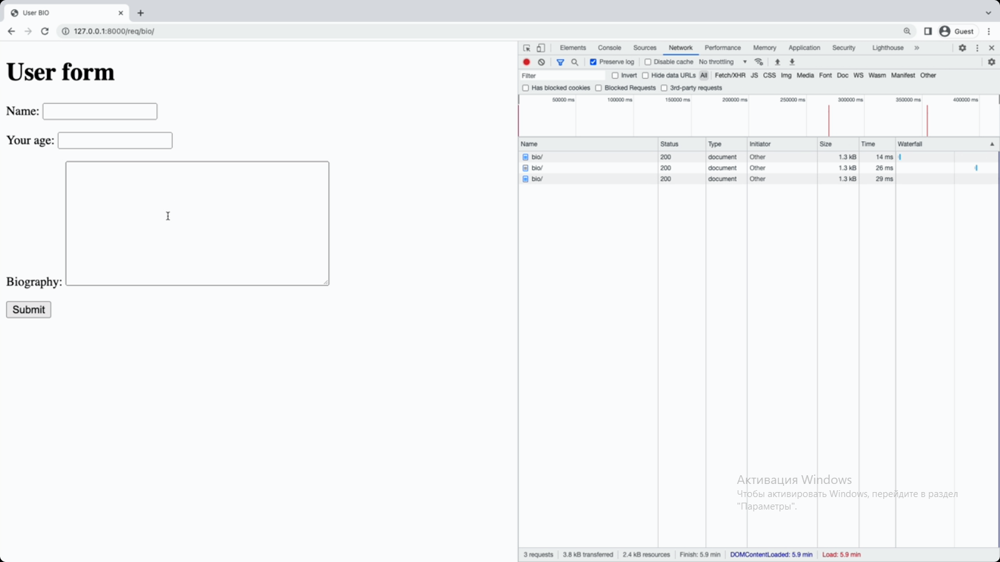 User BIO
127.0.0.1:8000/req/bio/
Guest
User form
Name:
Your age:
Biography:
Submit
Elements Console Sources Network Performance Memory Application Security Lighthouse »
Preserve log Disable cache No throttling
Filter Invert Hide data URLs All Fetch/XHR JS CSS Img Media Font Doc WS Wasm Manifest Other
Has blocked cookies Blocked Requests 3rd-party requests
50000 ms 100000 ms 150000 ms 200000 ms 250000 ms 300000 ms 350000 ms 400000 ms
Name Status Type Initiator Size Time Waterfall
bio/ 200 document Other 1.3 kB 14 ms
bio/ 200 document Other 1.3 kB 26 ms
bio/ 200 document Other 1.3 kB 29 ms
Активация Windows
Чтобы активировать Windows, перейдите в раздел
"Параметры".
3 requests 3.8 kB transferred 2.4 kB resources Finish: 5.9 min DOMContentLoaded: 5.9 min Load: 5.9 min